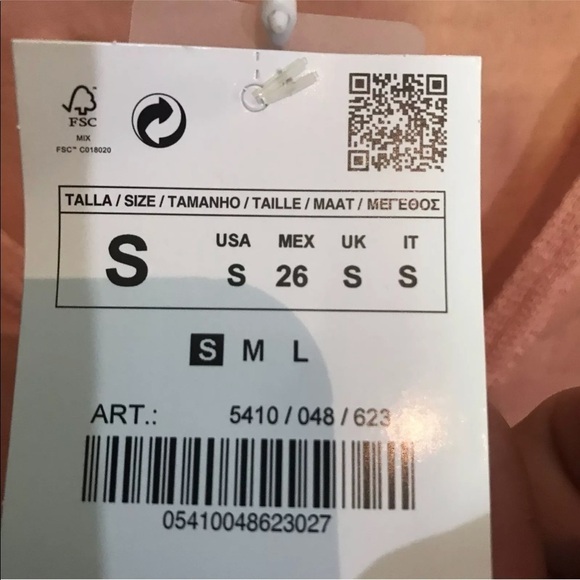 FSC
MIX
FSC™ C018020
TALLA / SIZE / TAMANHO / TAILLE / MAAT / ΜΕΓΕΘΟΣ
S
USA MEX UK IT
S 26 S S
S M L
ART.: 5410 / 048 / 623
05410048623027